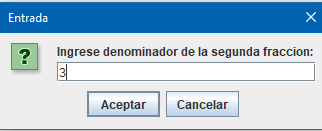 Entrada
Ingrese denominador de la segunda fraccion:
3
Aceptar Cancelar